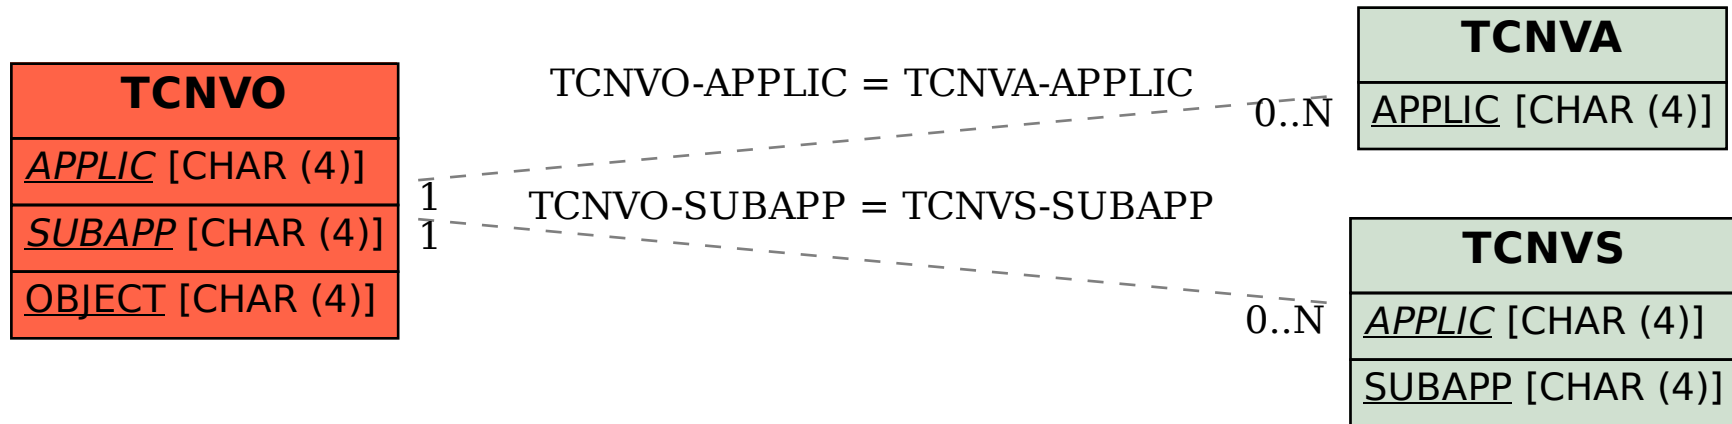 TCNVO
APPLIC [CHAR (4)]
SUBAPP [CHAR (4)]
OBJECT [CHAR (4)]
TCNVO-APPLIC = TCNVA-APPLIC
0..N
1
TCNVO-SUBAPP = TCNVS-SUBAPP
1
0..N
TCNVA
APPLIC [CHAR (4)]
TCNVS
APPLIC [CHAR (4)]
SUBAPP [CHAR (4)]